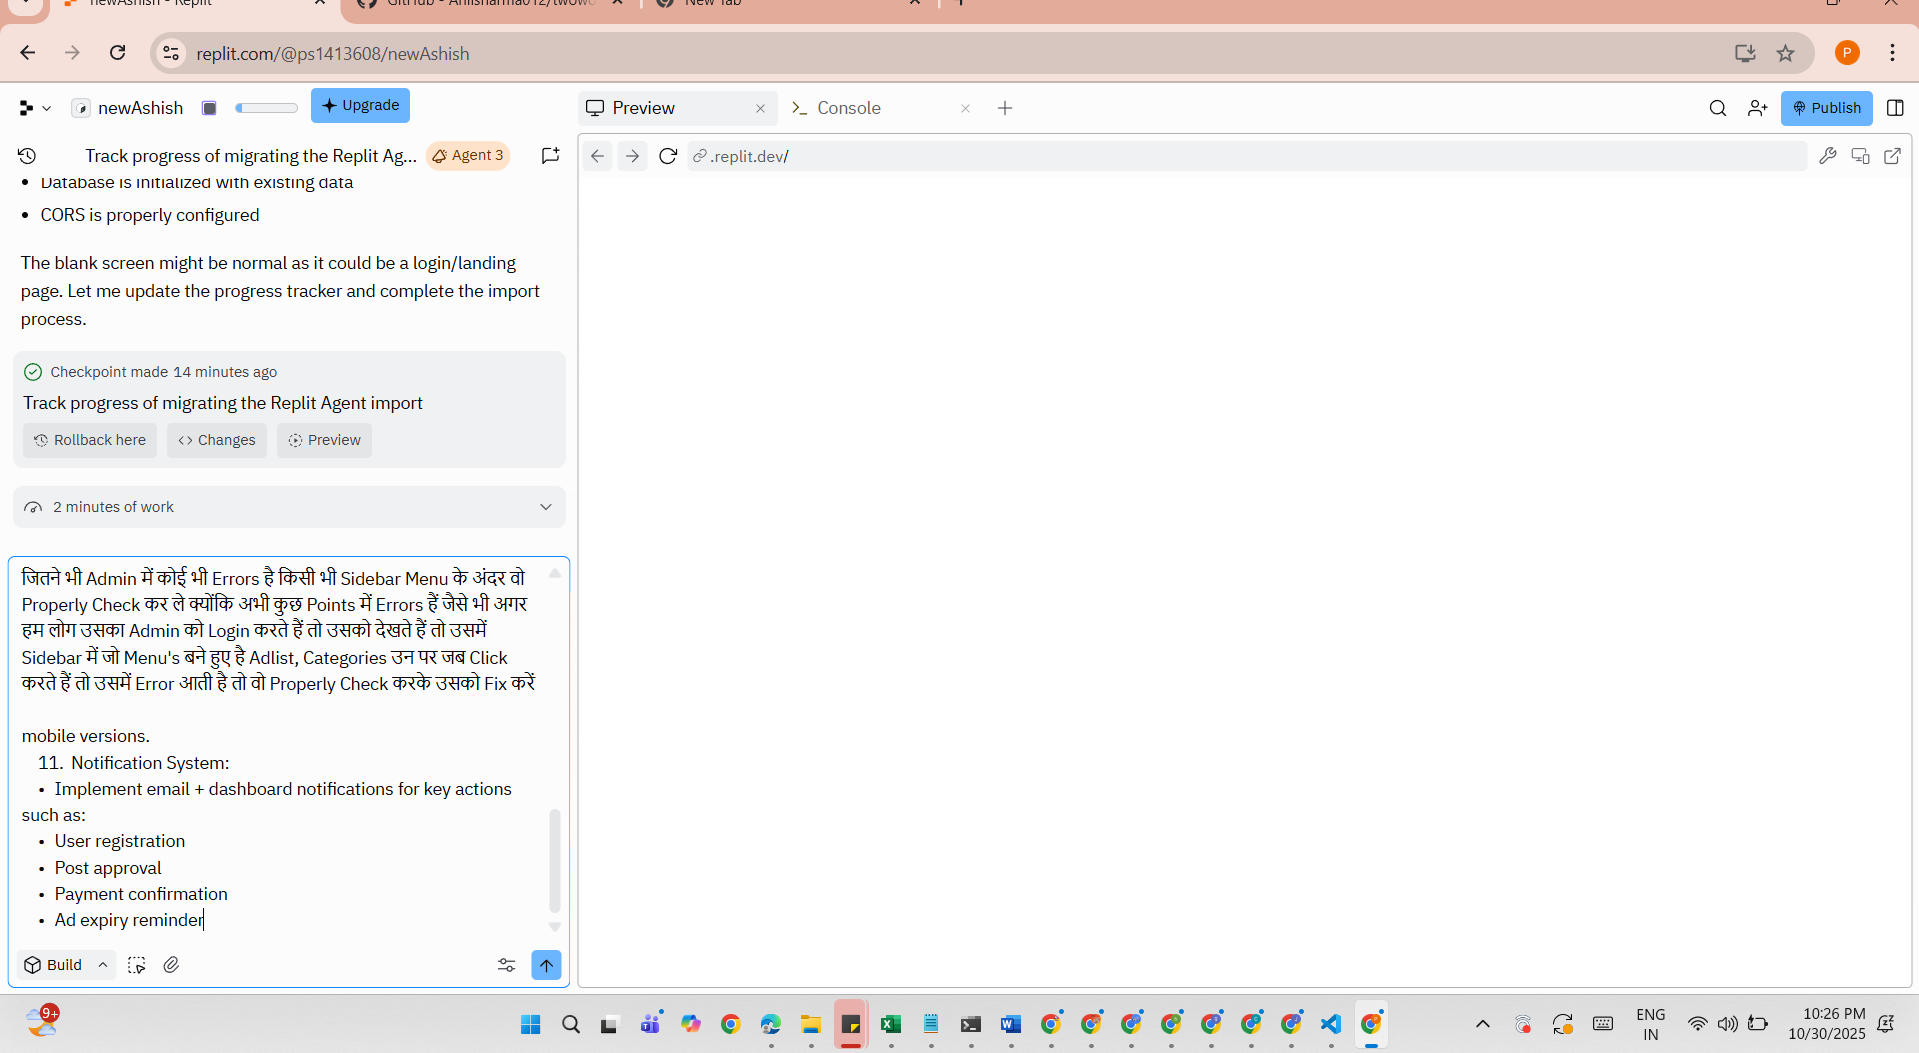 newAshish - Replit
GitHub - Anilsharma012/twowo
New Tab
replit.com/@ps1413608/newAshish
P
newAshish
Upgrade
Preview
Console
Publish
Track progress of migrating the Replit Ag...
Agent 3
.replit.dev/
• Database is initialized with existing data
• CORS is properly configured
The blank screen might be normal as it could be a login/landing
page. Let me update the progress tracker and complete the import
process.
Checkpoint made 14 minutes ago
Track progress of migrating the Replit Agent import
Rollback here
Changes
Preview
2 minutes of work
जितने भी Admin में कोई भी Errors है किसी भी Sidebar Menu के अंदर वो
Properly Check कर ले क्योंकि अभी कुछ Points में Errors हैं जैसे भी अगर
हम लोग उसका Admin को Login करते हैं तो उसको देखते हैं तो उसमें
Sidebar में जो Menu's बने हुए है Adlist, Categories उन पर जब Click
करते हैं तो उसमें Error आती है तो वो Properly Check करके उसको Fix करें
mobile versions.
11. Notification System:
• Implement email + dashboard notifications for key actions
such as:
• User registration
• Post approval
• Payment confirmation
• Ad expiry reminder
Build
9+
ENG
IN
10:26 PM
10/30/2025